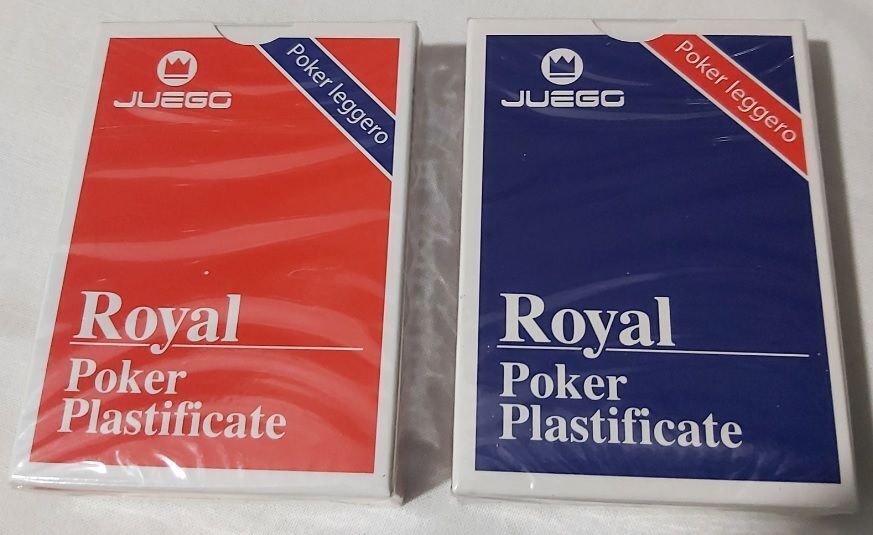 JUEGO
Poker leggero
Royal
Poker
Plastificate
JUEGO
Poker leggero
Royal
Poker
Plastificate